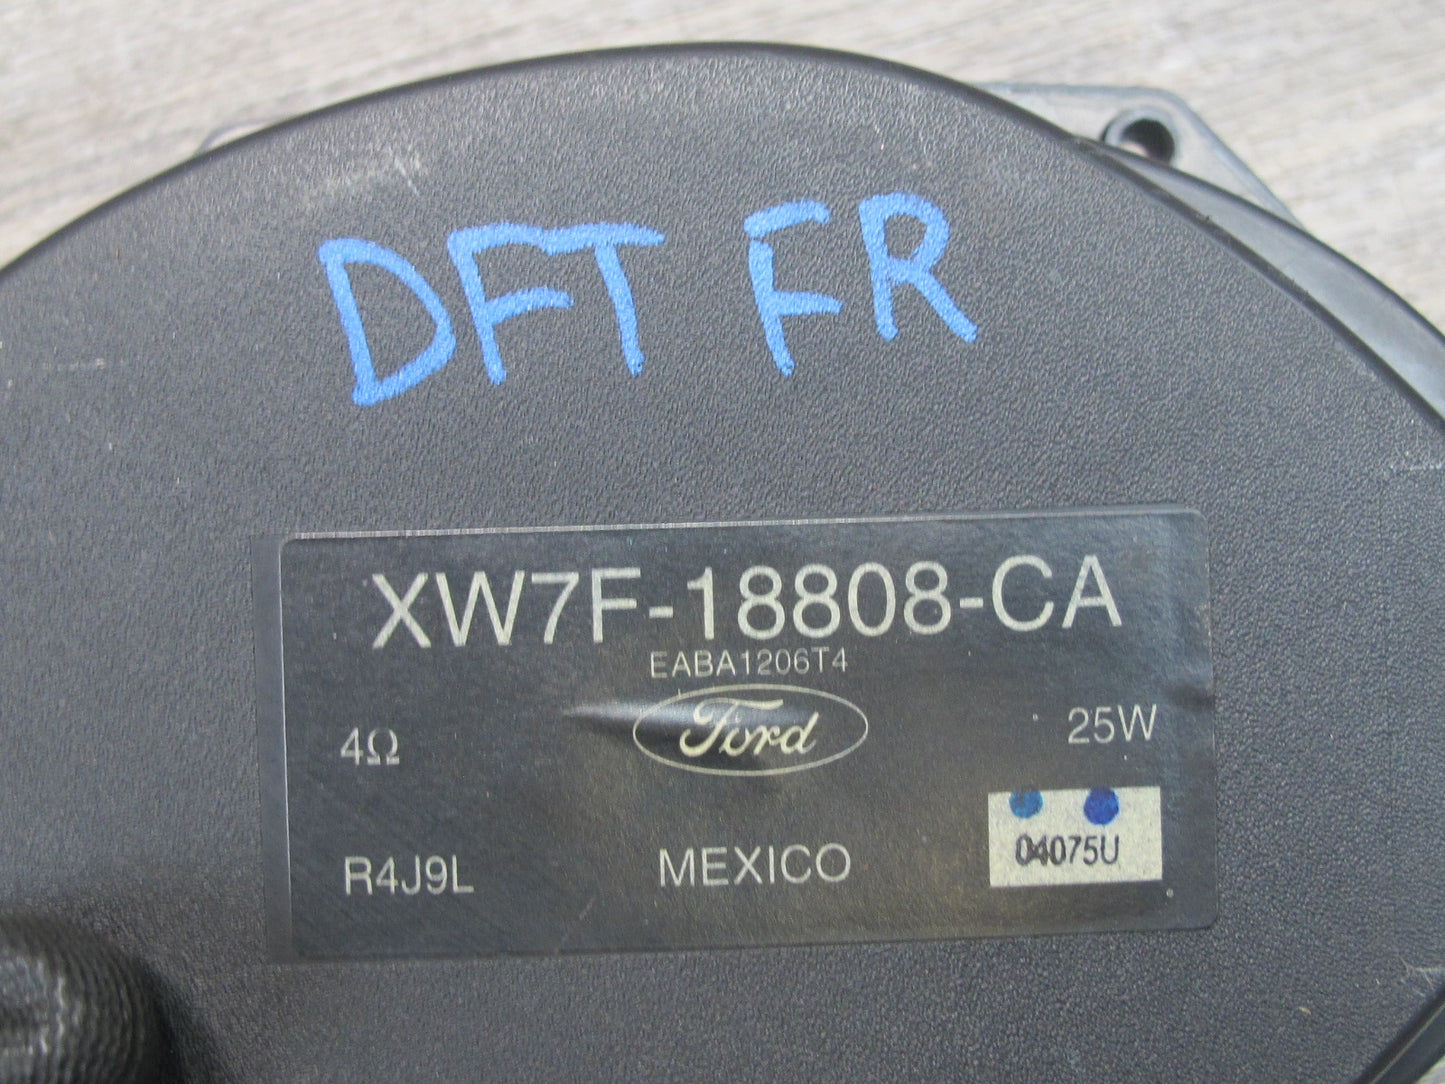 DFT FR
XW7F-18808-CA
EABA1206T4
4Ω Ford 25W
R4J9L MEXICO 04075U